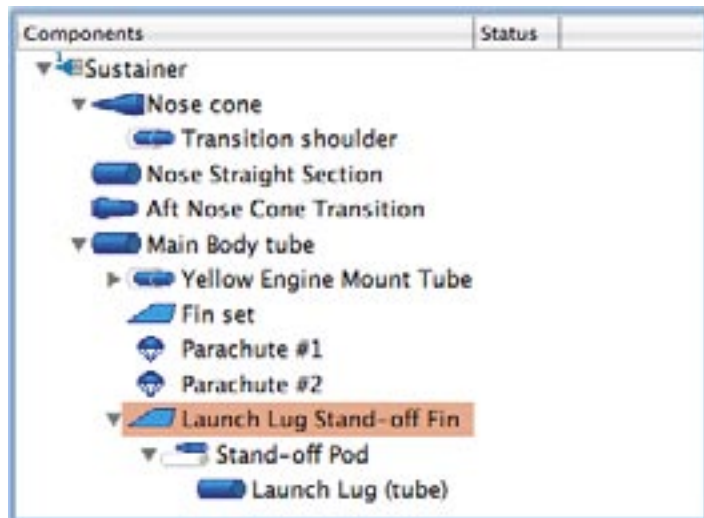 Components Status
1 Sustainer
Nose cone
Transition shoulder
Nose Straight Section
Aft Nose Cone Transition
Main Body tube
Yellow Engine Mount Tube
Fin set
Parachute #1
Parachute #2
Launch Lug Stand-off Fin
Stand-off Pod
Launch Lug (tube)